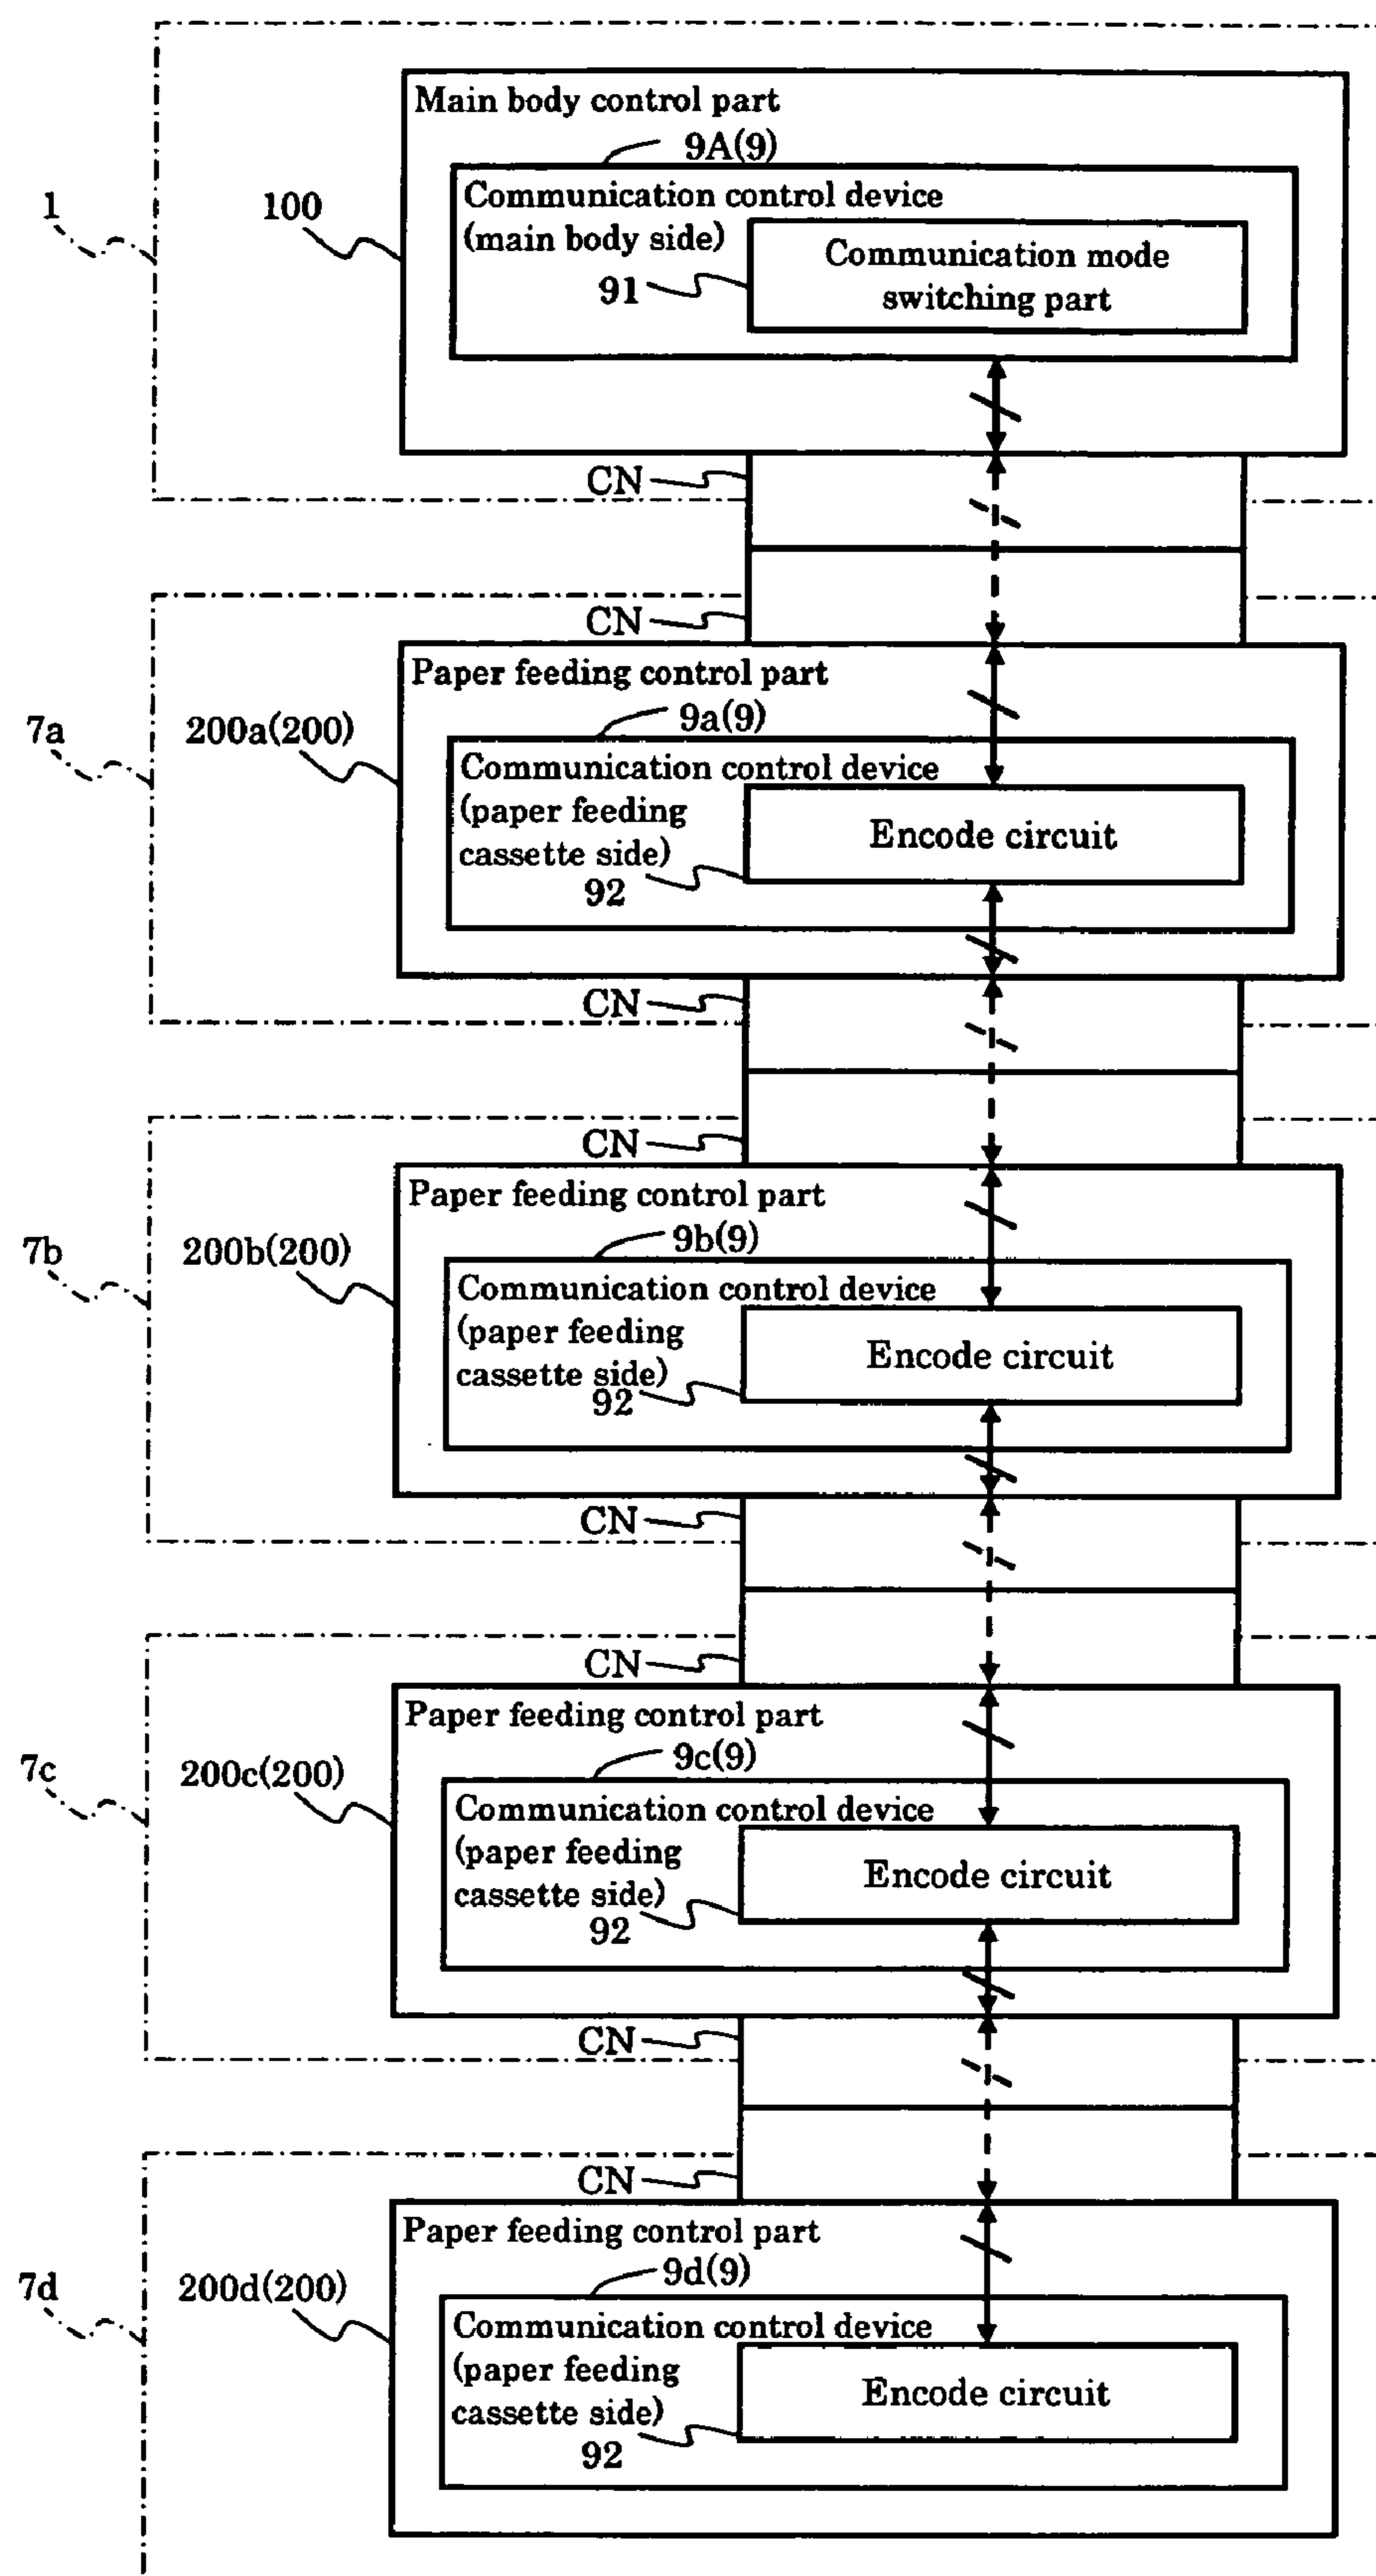 Main body control part
9A(9)
Communication control device
1
100
(main body side)
Communication mode
91
switching part
CN
CN
Paper feeding control part
9a(9)
7a
200a(200)
Communication control device
(paper feeding
Encode circuit
cassette side)
92
CN
CN
Paper feeding control part
9b(9)
7b
200b(200)
Communication control device
(paper feeding
Encode circuit
cassette side)
92
CN
CN
Paper feeding control part
9c(9)
7c
200c(200)
Communication control device
(paper feeding
Encode circuit
cassette side)
92
CN
CN
Paper feeding control part
9d(9)
7d
200d(200)
Communication control device
(paper feeding
Encode circuit
cassette side)
92